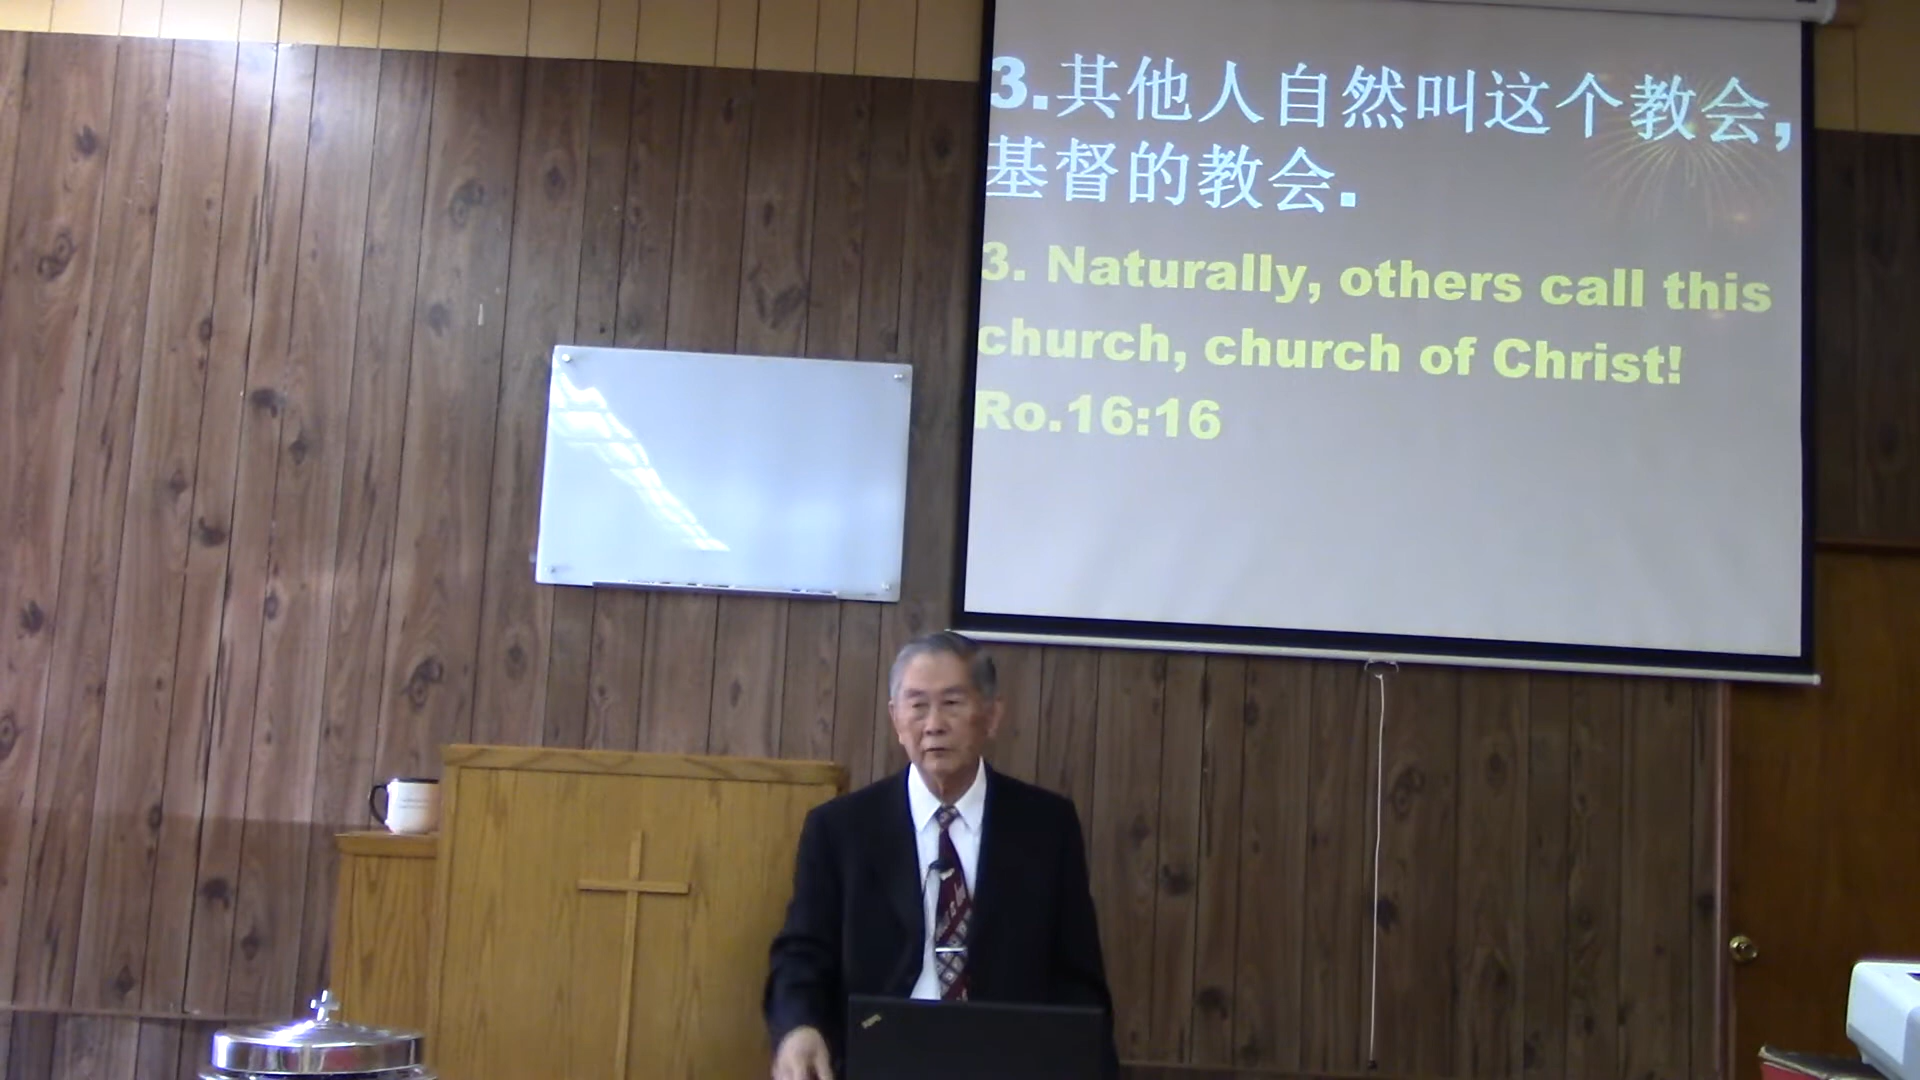 3.其他人自然叫这个教会,
基督的教会.
3. Naturally, others call this
church, church of Christ!
Ro.16:16